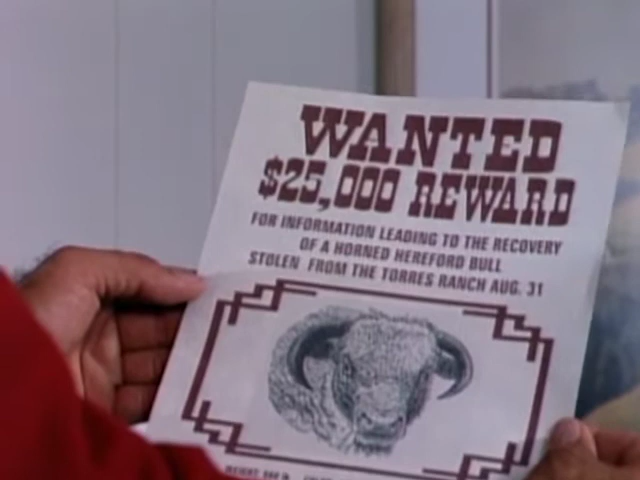 WANTED
$25,000 REWARD
FOR INFORMATION LEADING TO THE RECOVERY
OF A HORNED HEREFORD BULL
STOLEN FROM THE TORRES RANCH AUG. 31